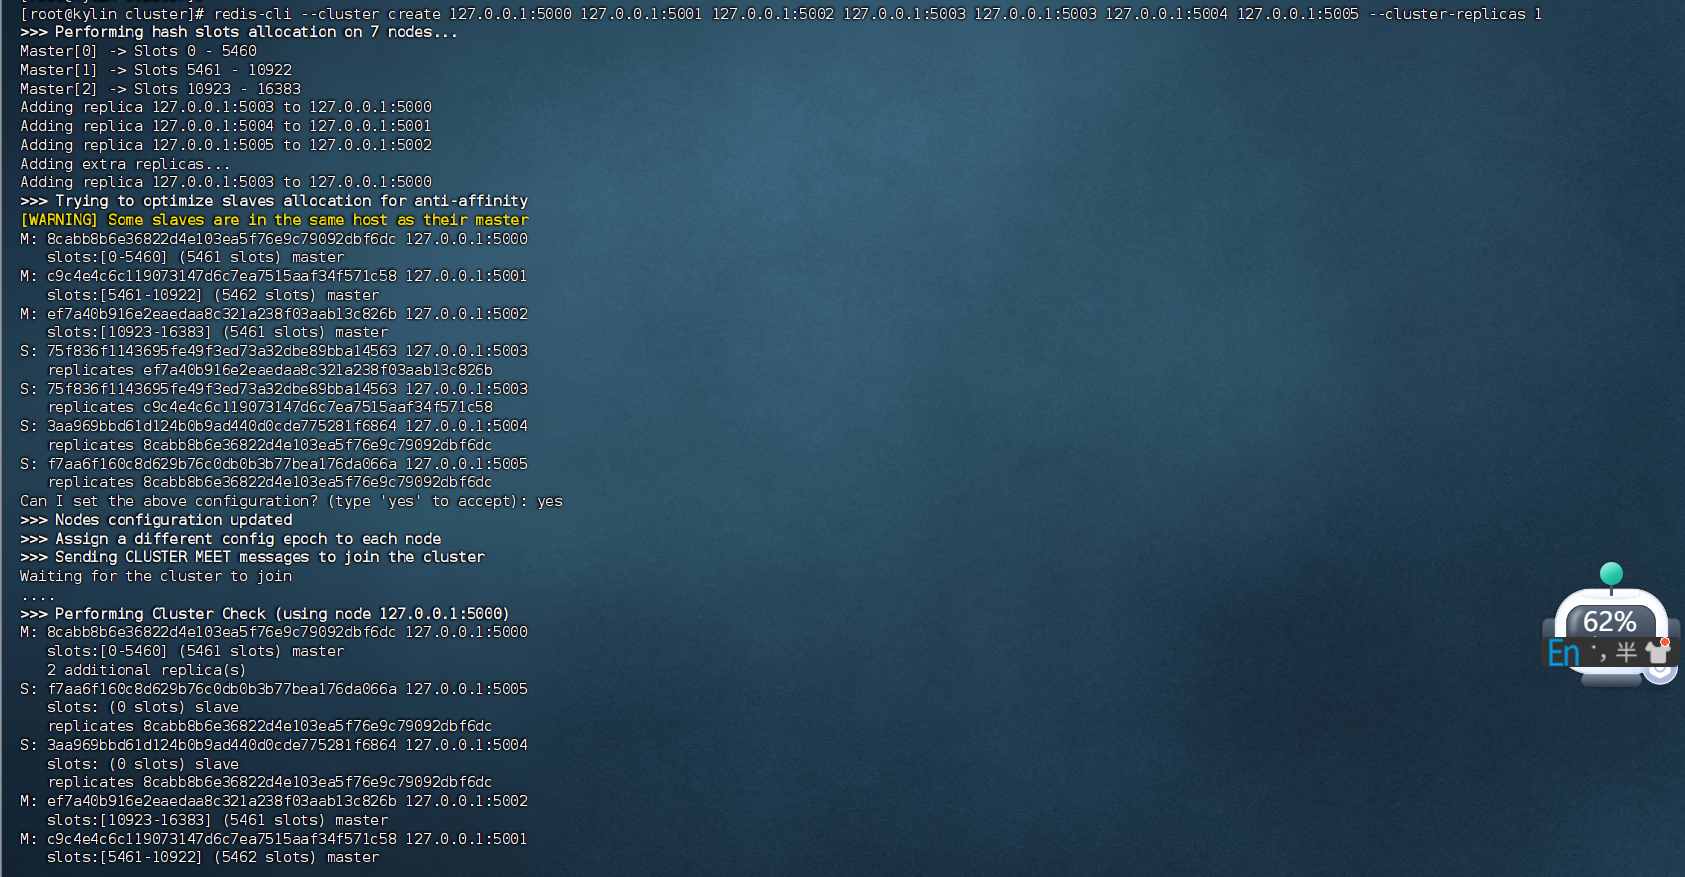 [root@kylin cluster]# redis-cli --cluster create 127.0.0.1:5000 127.0.0.1:5001 127.0.0.1:5002 127.0.0.1:5003 127.0.0.1:5003 127.0.0.1:5004 127.0.0.1:5005 --cluster-replicas 1
>>> Performing hash slots allocation on 7 nodes...
Master[0] -> Slots 0 - 5460
Master[1] -> Slots 5461 - 10922
Master[2] -> Slots 10923 - 16383
Adding replica 127.0.0.1:5003 to 127.0.0.1:5000
Adding replica 127.0.0.1:5004 to 127.0.0.1:5001
Adding replica 127.0.0.1:5005 to 127.0.0.1:5002
Adding extra replicas...
Adding replica 127.0.0.1:5003 to 127.0.0.1:5000
>>> Trying to optimize slaves allocation for anti-affinity
[WARNING] Some slaves are in the same host as their master
M: 8cabb8b6e36822d4e103ea5f76e9c79092dbf6dc 127.0.0.1:5000
slots:[0-5460] (5461 slots) master
M: c9c4e4c6c119073147d6c7ea7515aaf34f571c58 127.0.0.1:5001
slots:[5461-10922] (5462 slots) master
M: ef7a40b916e2eaedaa8c321a238f03aab13c826b 127.0.0.1:5002
slots:[10923-16383] (5461 slots) master
S: 75f836f1143695fe49f3ed73a32dbe89bba14563 127.0.0.1:5003
replicates ef7a40b916e2eaedaa8c321a238f03aab13c826b
S: 75f836f1143695fe49f3ed73a32dbe89bba14563 127.0.0.1:5003
replicates c9c4e4c6c119073147d6c7ea7515aaf34f571c58
S: 3aa969bbd61d124b0b9ad440d0cde775281f6864 127.0.0.1:5004
replicates 8cabb8b6e36822d4e103ea5f76e9c79092dbf6dc
S: f7aa6f160c8d629b76c0db0b3b77bea176da066a 127.0.0.1:5005
replicates 8cabb8b6e36822d4e103ea5f76e9c79092dbf6dc
Can I set the above configuration? (type 'yes' to accept): yes
>>> Nodes configuration updated
>>> Assign a different config epoch to each node
>>> Sending CLUSTER MEET messages to join the cluster
Waiting for the cluster to join
....
>>> Performing Cluster Check (using node 127.0.0.1:5000)
M: 8cabb8b6e36822d4e103ea5f76e9c79092dbf6dc 127.0.0.1:5000
slots:[0-5460] (5461 slots) master
2 additional replica(s)
S: f7aa6f160c8d629b76c0db0b3b77bea176da066a 127.0.0.1:5005
slots: (0 slots) slave
replicates 8cabb8b6e36822d4e103ea5f76e9c79092dbf6dc
S: 3aa969bbd61d124b0b9ad440d0cde775281f6864 127.0.0.1:5004
slots: (0 slots) slave
replicates 8cabb8b6e36822d4e103ea5f76e9c79092dbf6dc
M: ef7a40b916e2eaedaa8c321a238f03aab13c826b 127.0.0.1:5002
slots:[10923-16383] (5461 slots) master
M: c9c4e4c6c119073147d6c7ea7515aaf34f571c58 127.0.0.1:5001
slots:[5461-10922] (5462 slots) master
62%
En ·, 半